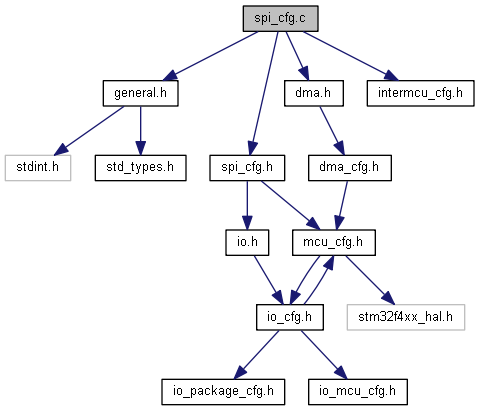 spi_cfg.c
general.h
dma.h
intermcu_cfg.h
stdint.h
std_types.h
spi_cfg.h
dma_cfg.h
io.h
mcu_cfg.h
io_cfg.h
stm32f4xx_hal.h
io_package_cfg.h
io_mcu_cfg.h